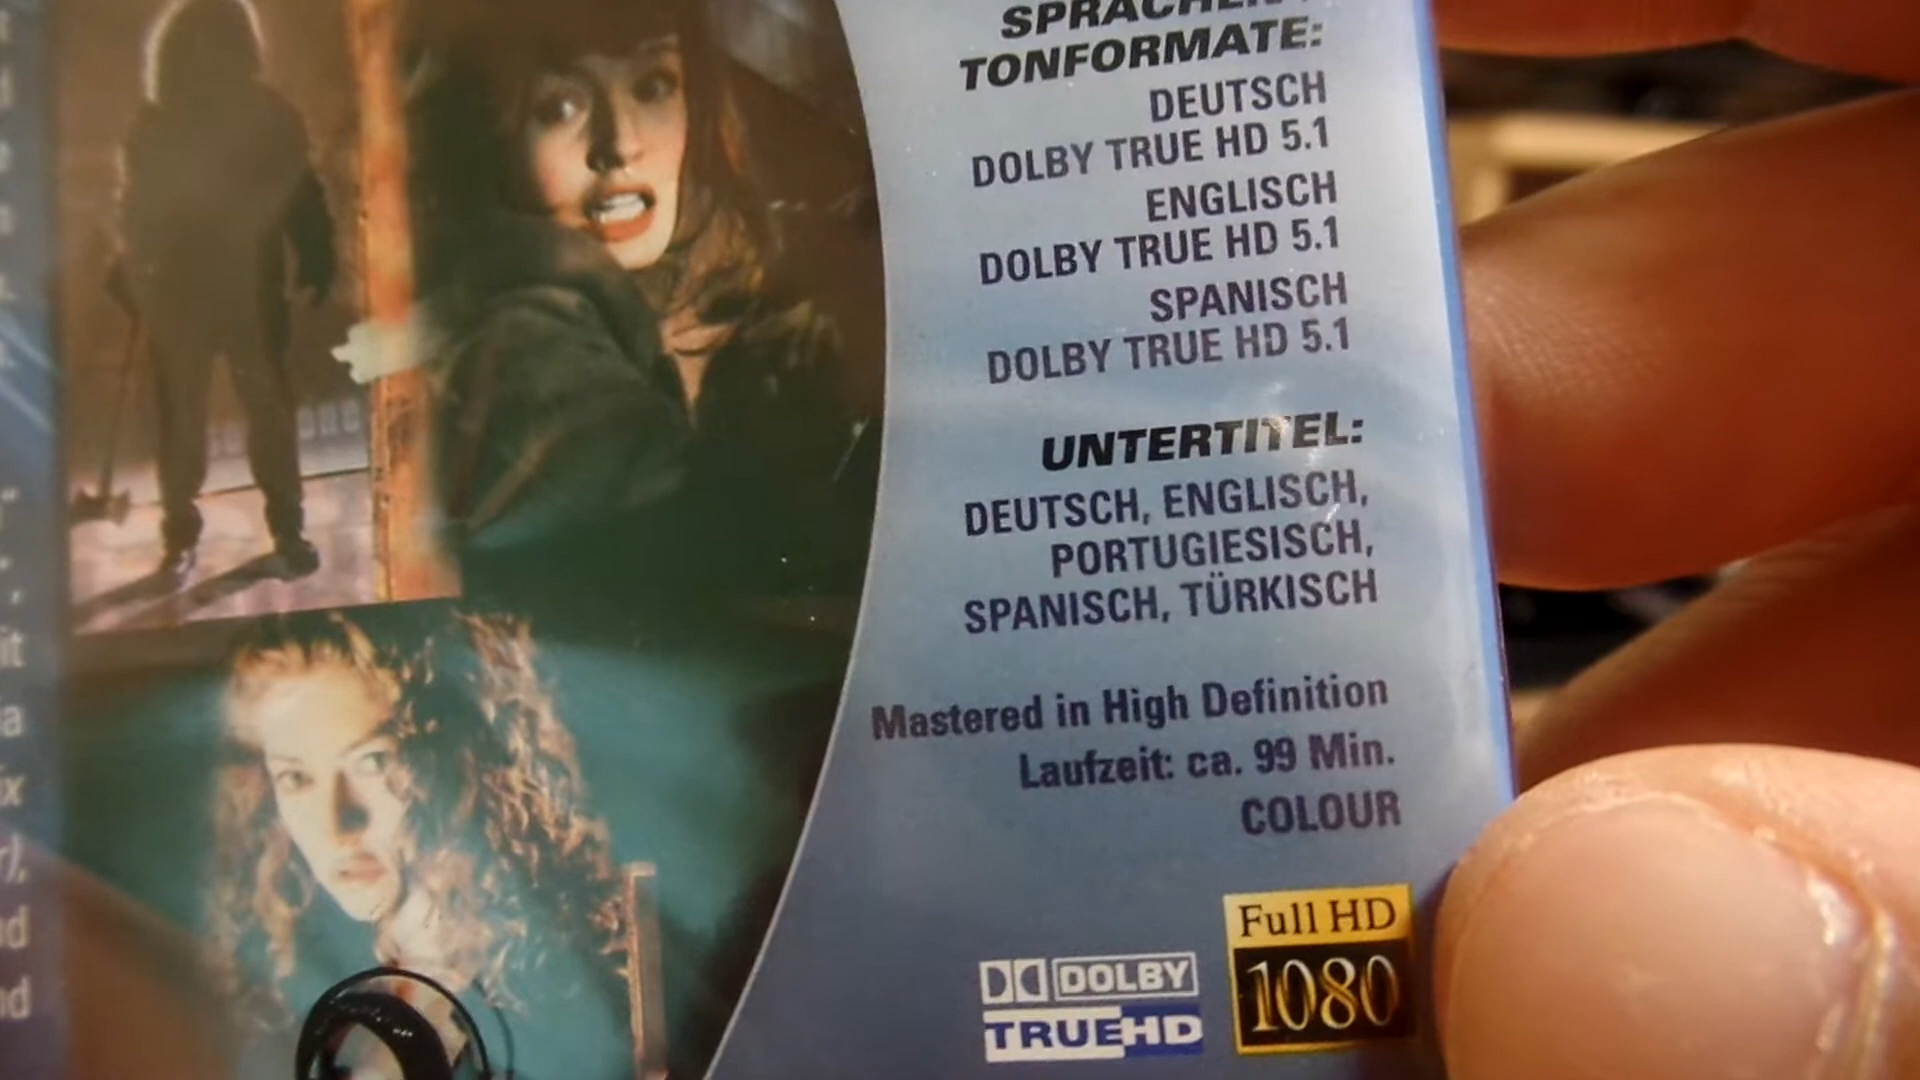 SPRACHEN /
TONFORMATE:
DEUTSCH
DOLBY TRUE HD 5.1
ENGLISCH
DOLBY TRUE HD 5.1
SPANISCH
DOLBY TRUE HD 5.1
UNTERTITEL:
DEUTSCH, ENGLISCH,
PORTUGIESISCH,
SPANISCH, TÜRKISCH
Mastered in High Definition
Laufzeit: ca. 99 Min.
COLOUR
DOLBY
TRUEHD
Full HD
1080